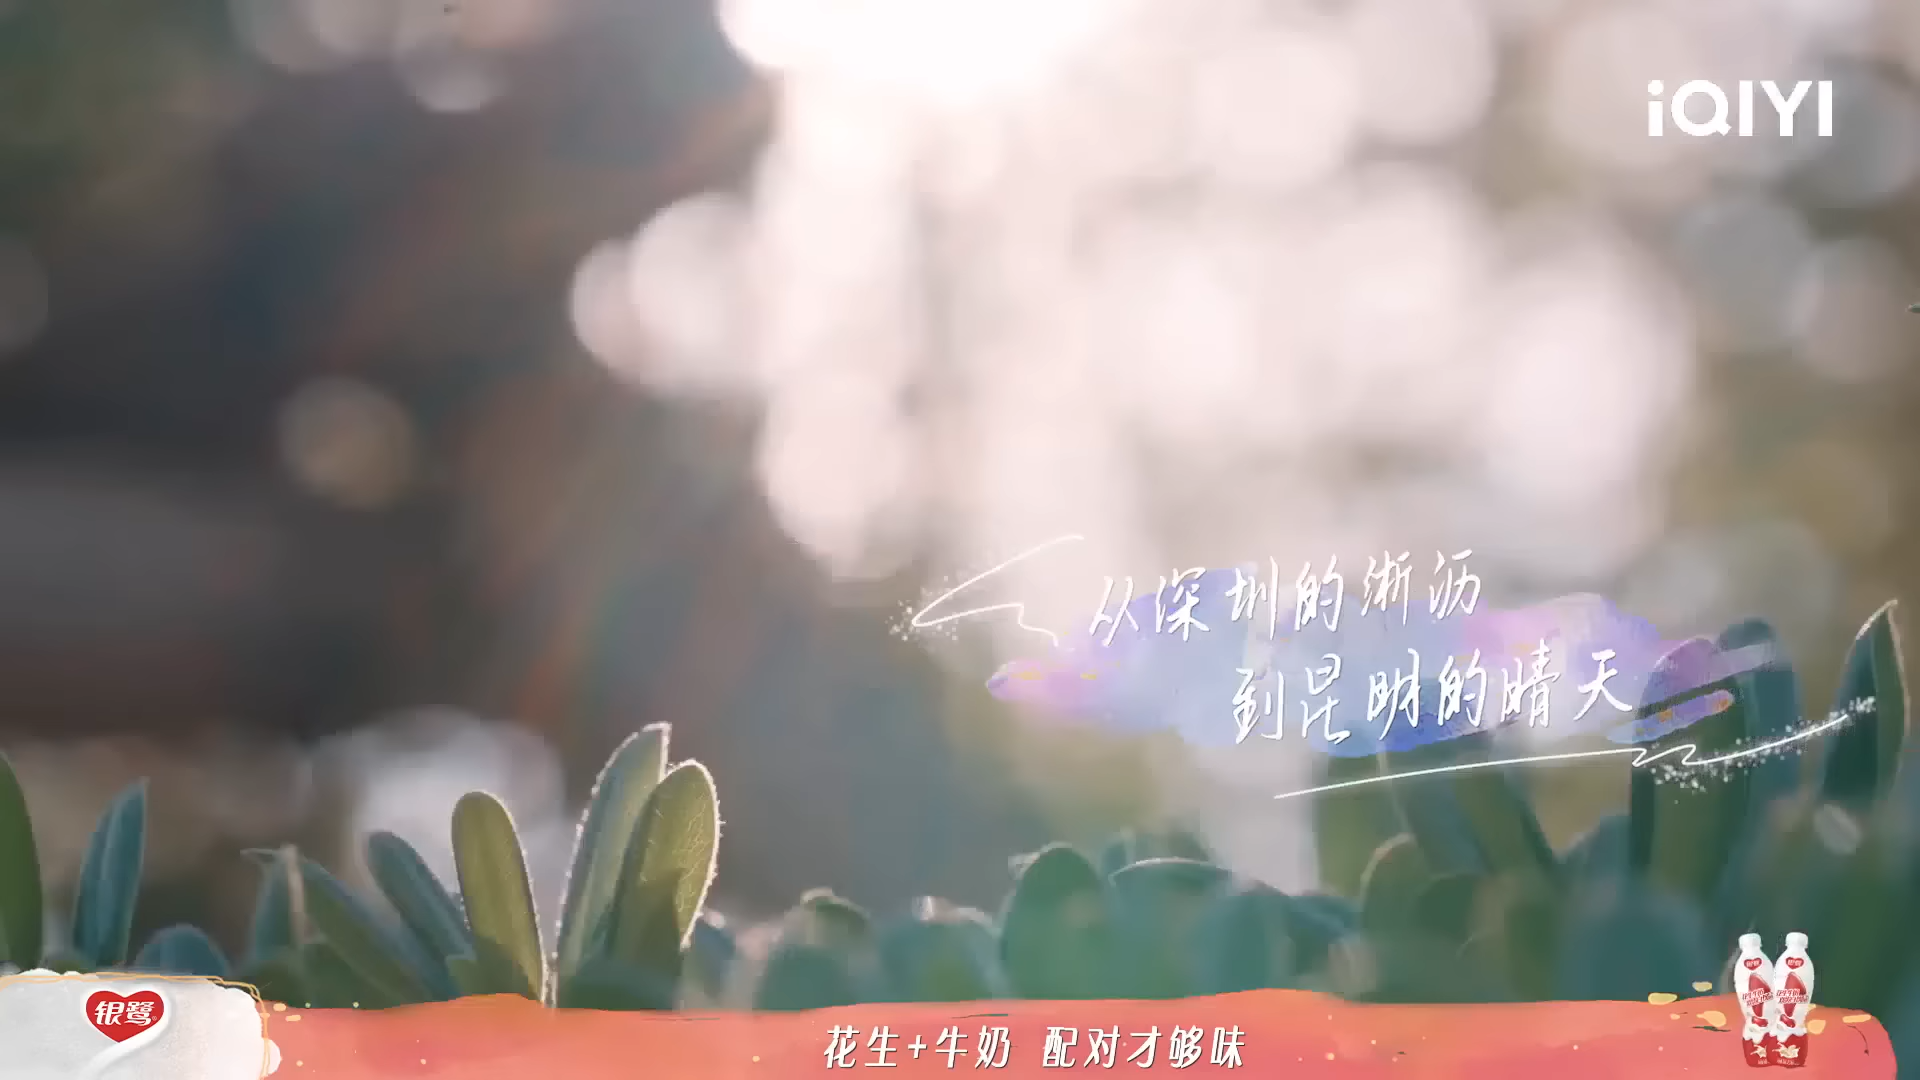 iQIYI
从深圳的淅沥
到昆明的晴天
银鹭
花生+牛奶 配对才够味